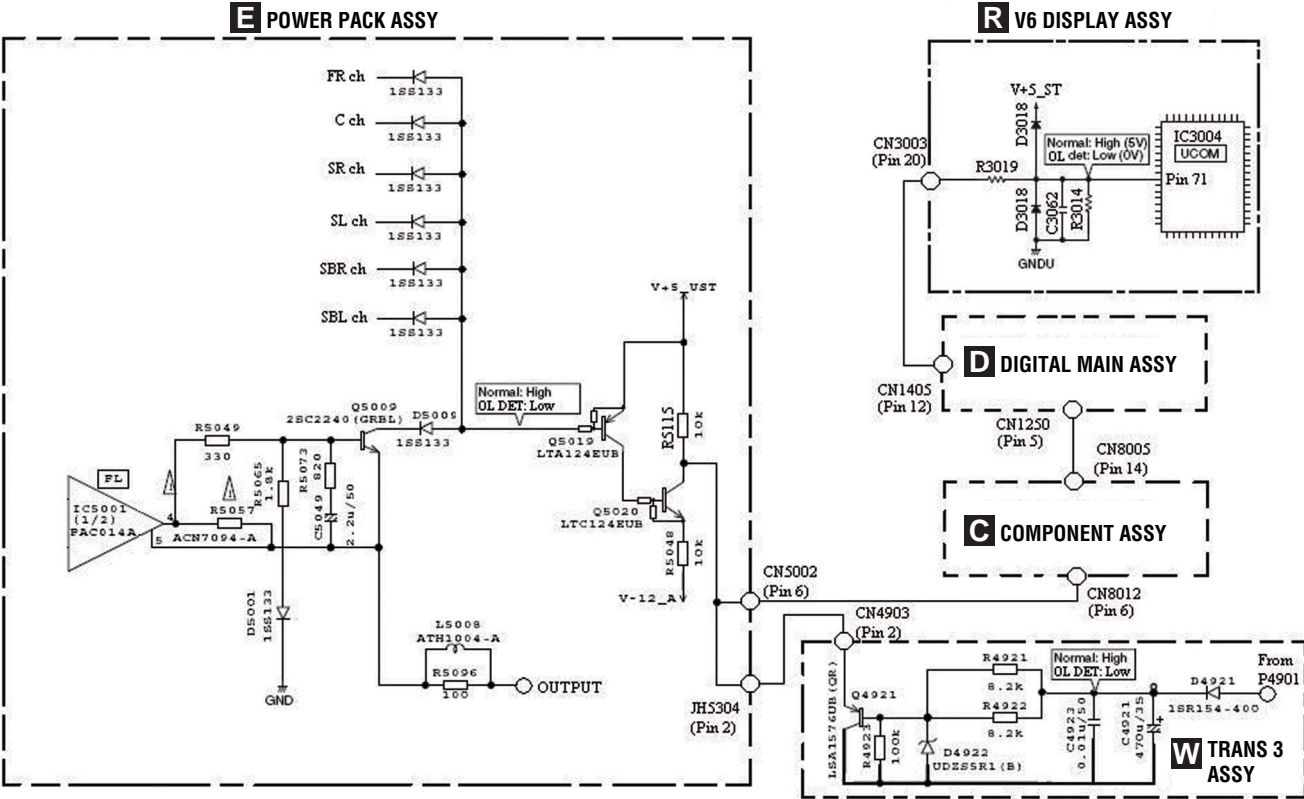 E POWER PACK ASSY
R V6 DISPLAY ASSY
FR ch
1SS133
C ch
1SS133
SR ch
1SS133
SL ch
1SS133
SBR ch
1SS133
SBL ch
1SS133
V+5_ST
D3018
CN3003
(Pin 20)
R3019
Normal: High (5V)
OL det: Low (0V)
IC3004
UCOM
Pin 71
D3018
C3062
R3014
GNDU
V+5_UST
D DIGITAL MAIN ASSY
CN1405
(Pin 12)
CN1250
(Pin 5)
CN8005
(Pin 14)
C COMPONENT ASSY
CN8012
(Pin 6)
Normal: High
OL DET: Low
Q5009
2SC2240(GRBL)
D5009
1SS133
Q5019
LTA124EUB
R5115
10k
Q5020
LTC124EUB
R5048
10k
V-12_A
R5049
330
R5065
1.8k
R5073
820
C5049
2.2u/50
FL
IC5001
(1/2)
PAC014A
4
5
R5057
ACN7094-A
D5001
1SS133
GND
L5008
ATH1004-A
R5096
100
OUTPUT
CN5002
(Pin 6)
JH5304
(Pin 2)
CN4903
(Pin 2)
LSA1576UB(QR)
Q4921
R4923
100k
D4922
UDZS5R1(B)
R4921
8.2k
R4922
8.2k
Normal: High
OL DET: Low
C4923
0.01u/50
C4921
470u/35
+
D4921
1SR154-400
From
P4901
W TRANS 3
ASSY